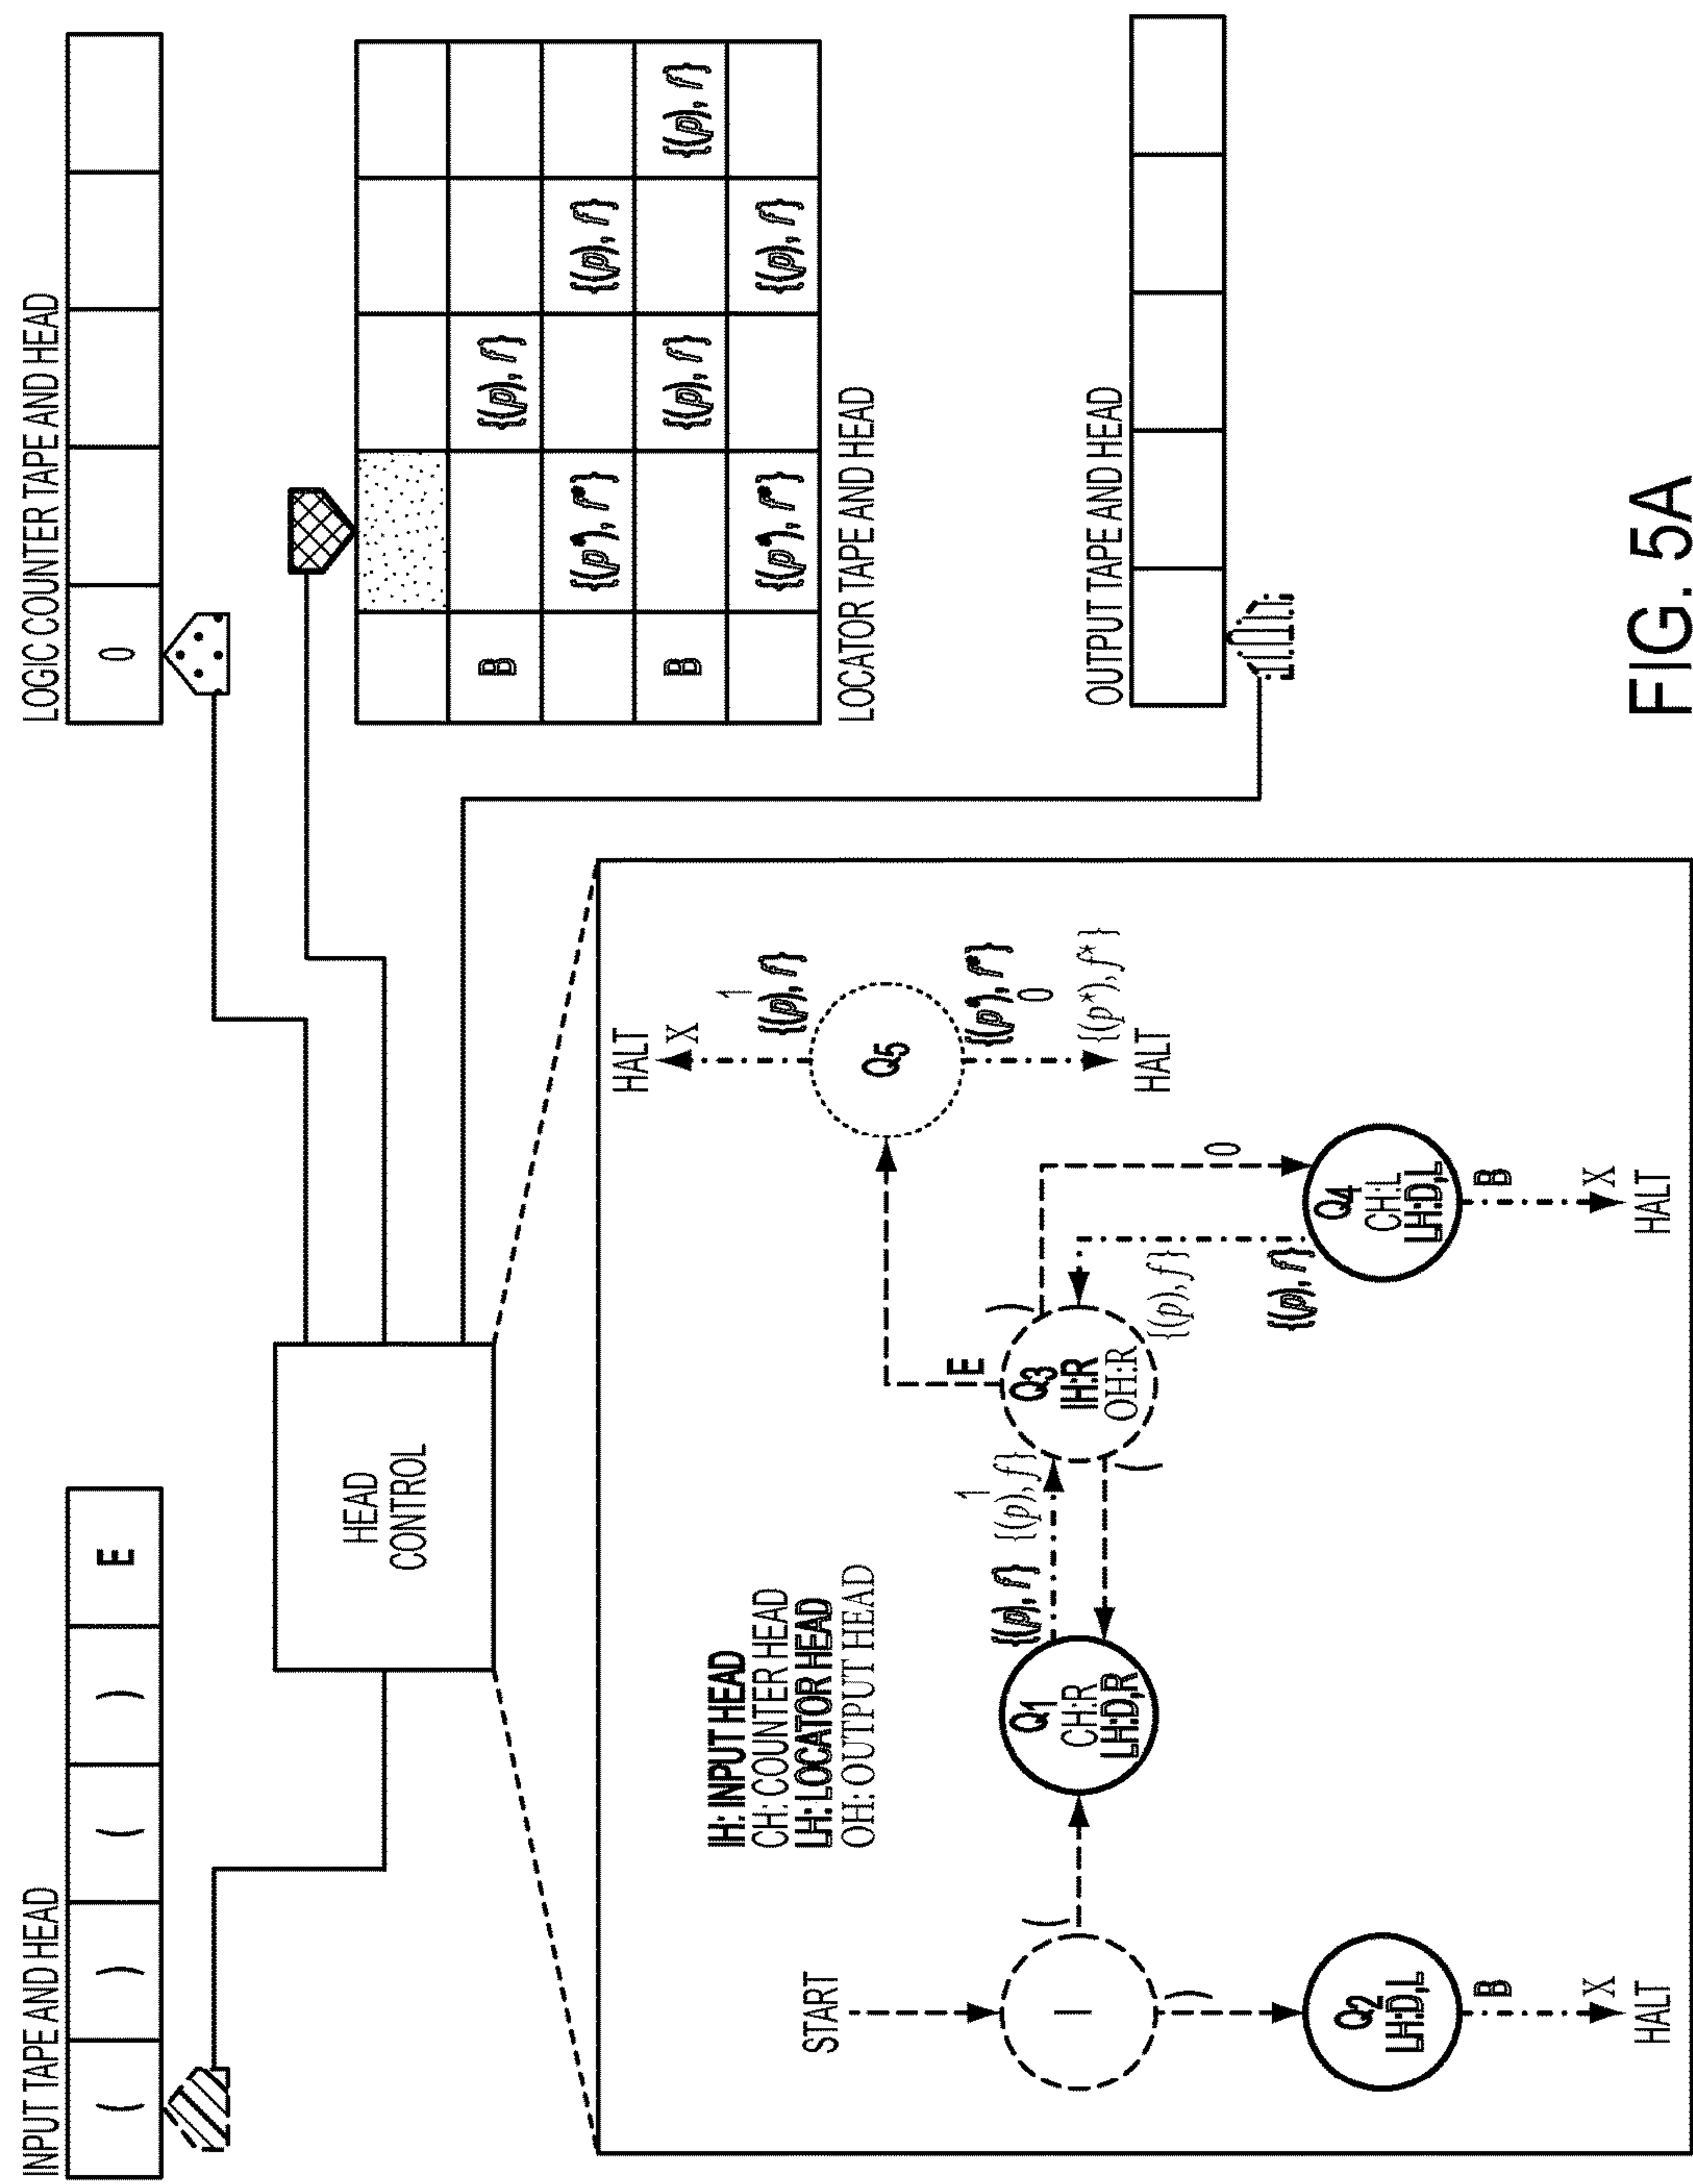 INPUT TAPE AND HEAD
( ) ( ) E
LOGIC COUNTER TAPE AND HEAD
0
HEAD
CONTROL
B {(p), f}
{(p*), f*} {(p), f}
B {(p), f} {(p), f}
{(p*), f*} {(p), f}
LOCATOR TAPE AND HEAD
OUTPUT TAPE AND HEAD
IH: INPUT HEAD
CH: COUNTER HEAD
LH: LOCATOR HEAD
OH: OUTPUT HEAD
START
I
(
)
Q2
LH:D,L
B
X
HALT
Q1
CH:R
LH:D,R
{(p), f}
1
{(p), f}
(
Q3
IH:R
OH:R
E
)
0
{(p), f}
{(p), f}
Q4
CH:L
LH:D,L
B
X
HALT
Q5
HALT
X
1
{(p), f}
{(p*), f*}
0
{(p*), f*}
HALT
FIG. 5A